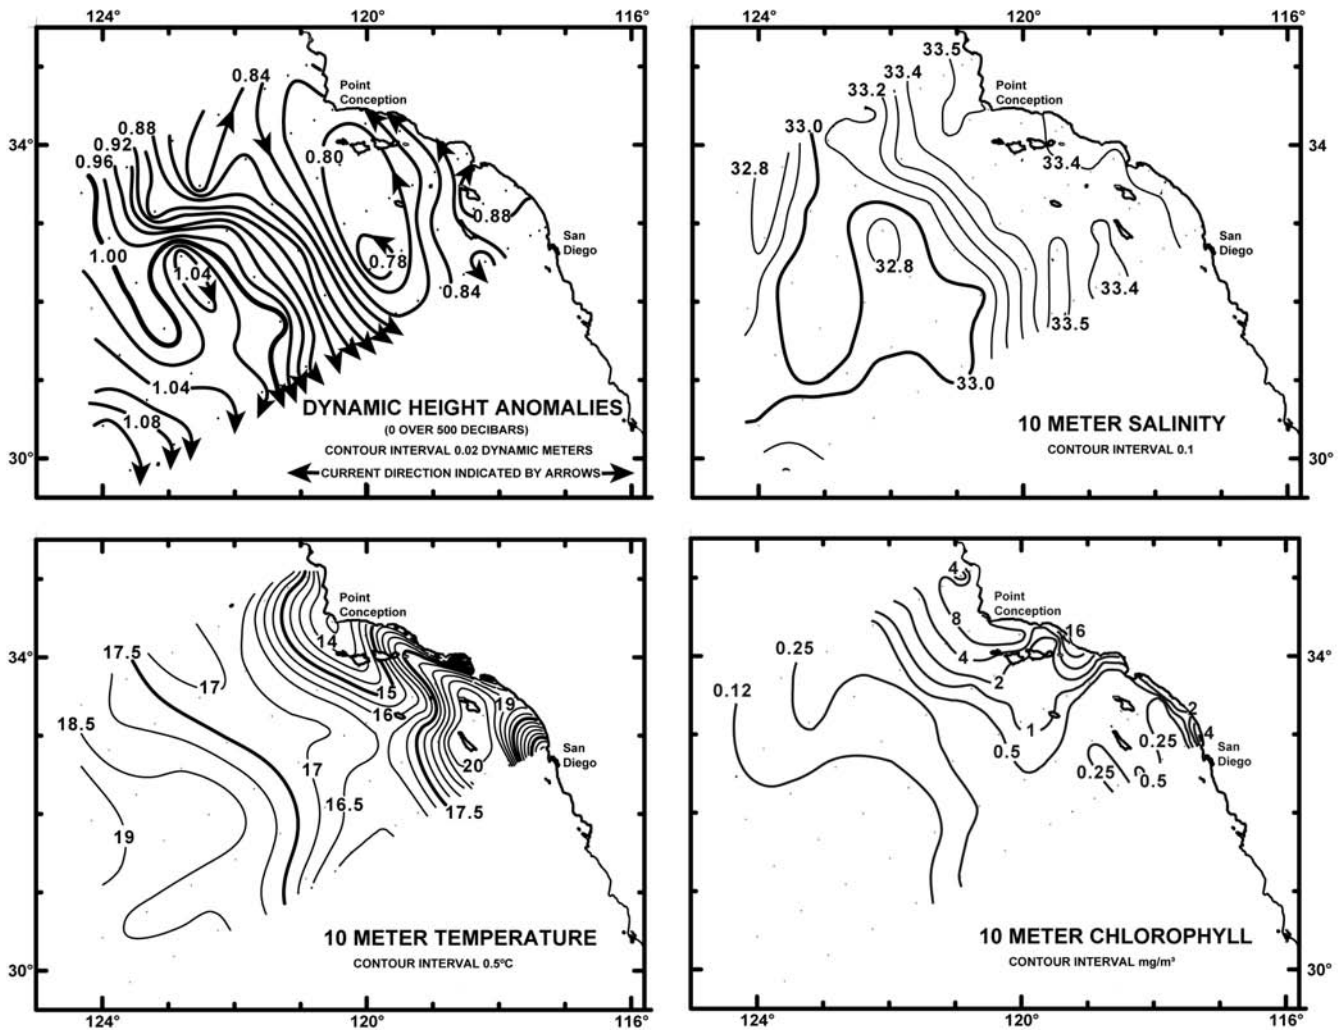 124°
120°
116°
0.84
Point
Conception
0.88
0.92
0.96
34°
0.80
0.88
San
Diego
1.00
1.04
0.78
0.84
1.04
1.08
DYNAMIC HEIGHT ANOMALIES
(0 OVER 500 DECIBARS)
CONTOUR INTERVAL 0.02 DYNAMIC METERS
CURRENT DIRECTION INDICATED BY ARROWS
30°
124°
120°
116°
33.5
33.4
33.2
Point
Conception
33.0
34
32.8
33.4
San
Diego
32.8
33.4
33.5
33.0
10 METER SALINITY
CONTOUR INTERVAL 0.1
30°
Point
Conception
14
17.5
34°
17
15
16
19
18.5
San
Diego
17
20
16.5
17.5
19
10 METER TEMPERATURE
CONTOUR INTERVAL 0.5ºC
30°
124°
120°
116°
4
Point
Conception
8
16
0.25
4
34°
2
0.12
2
1
4
0.5
0.25
San
Diego
0.25
0.5
10 METER CHLOROPHYLL
CONTOUR INTERVAL mg/m³
30°
124°
120°
116°